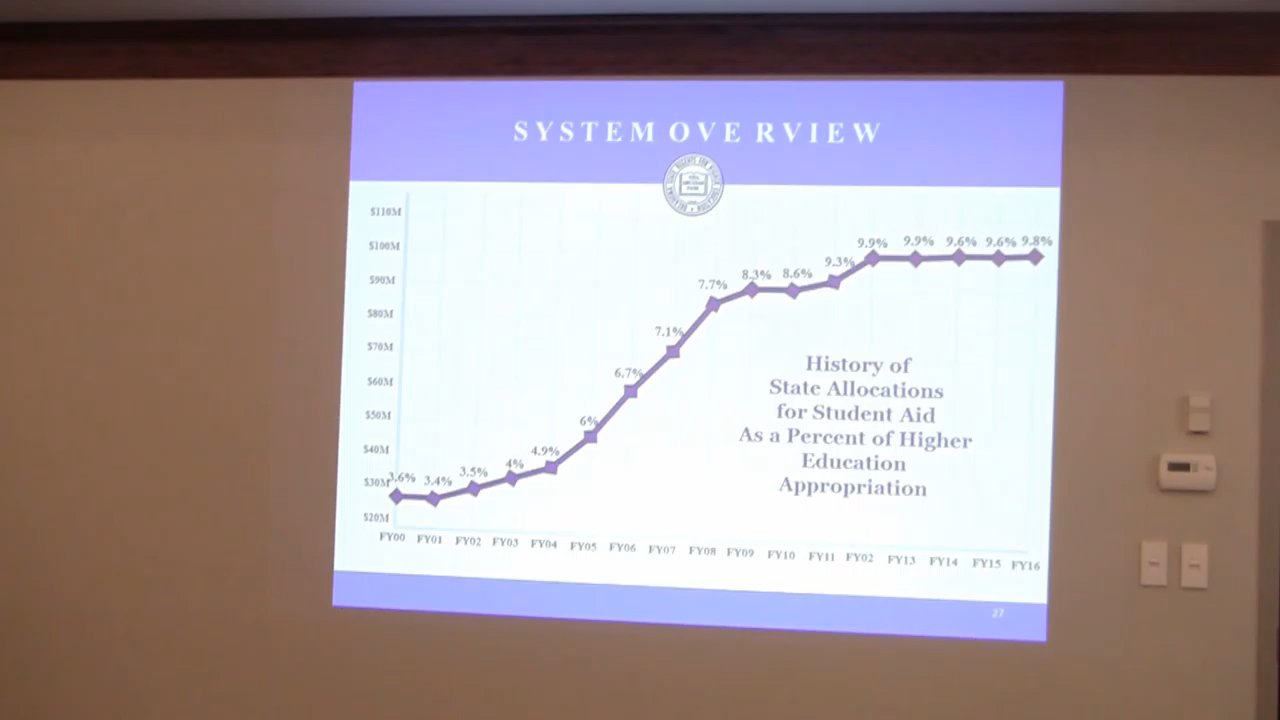 SYSTEM OVE RVIEW
$110M
$100M
$90M
$80M
$70M
$60M
$50M
$40M
$30M
$20M
3.6%
3.4%
3.5%
4%
4.9%
6%
6.7%
7.1%
7.7%
8.3%
8.6%
9.3%
9.9%
9.9%
9.6%
9.6%
9.8%
History of
State Allocations
for Student Aid
As a Percent of Higher
Education
Appropriation
FY00 FY01 FY02 FY03 FY04 FY05 FY06 FY07 FY08 FY09 FY10 FY11 FY02 FY13 FY14 FY15 FY16
27